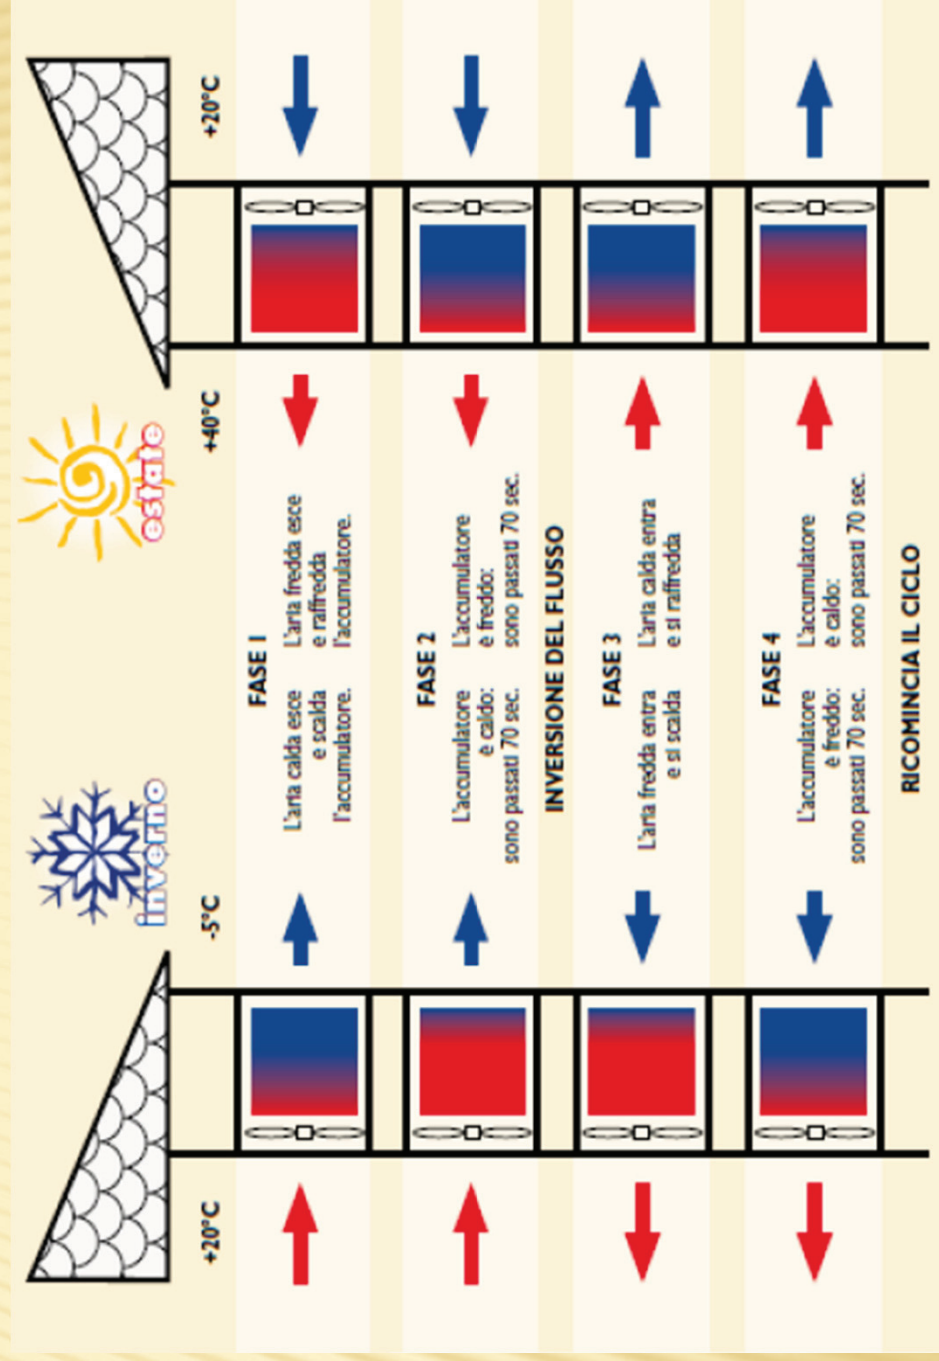 inverno
estate
+20°C
-5°C
+40°C
+20°C
FASE 1
L'aria calda esce
e scalda
l'accumulatore.
L'aria fredda esce
e raffredda
l'accumulatore.
FASE 2
L'accumulatore
è caldo:
sono passati 70 sec.
L'accumulatore
è freddo:
sono passati 70 sec.
INVERSIONE DEL FLUSSO
FASE 3
L'aria fredda entra
e si scalda
L'aria calda entra
e si raffredda
FASE 4
L'accumulatore
è freddo:
sono passati 70 sec.
L'accumulatore
è caldo:
sono passati 70 sec.
RICOMINCIA IL CICLO